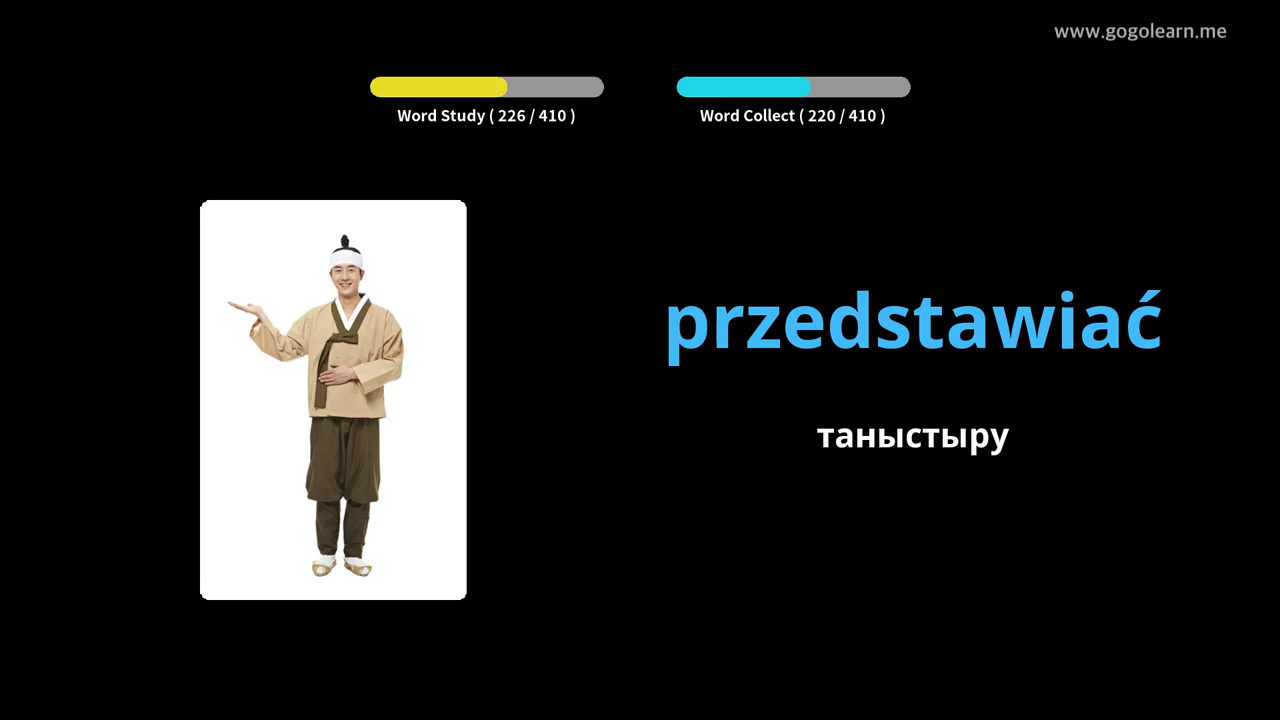 www.gogolearn.me
Word Study ( 226 / 410 )
Word Collect ( 220 / 410 )
przedstawiać
таныстыру